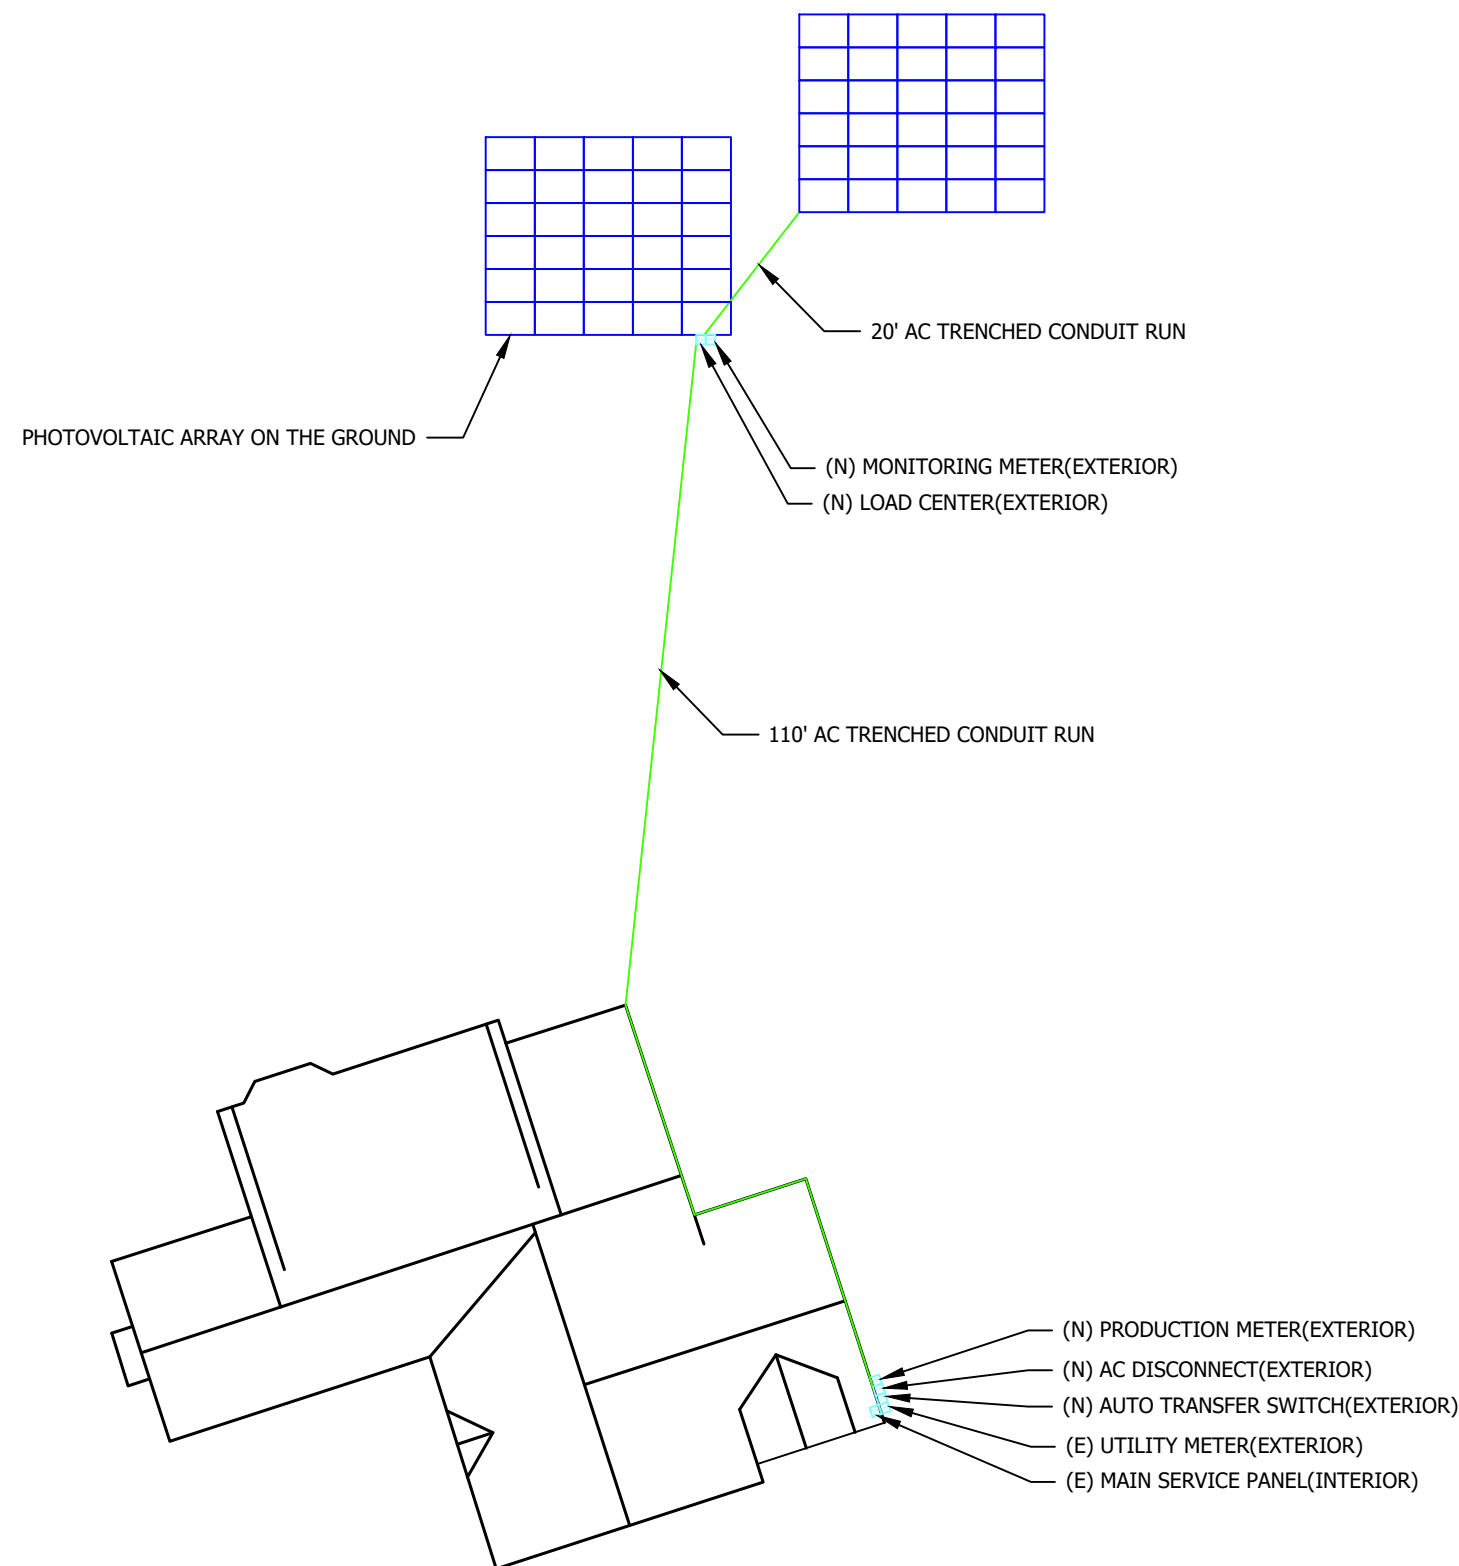 20' AC TRENCHED CONDUIT RUN
PHOTOVOLTAIC ARRAY ON THE GROUND
(N) MONITORING METER(EXTERIOR)
(N) LOAD CENTER(EXTERIOR)
110' AC TRENCHED CONDUIT RUN
(N) PRODUCTION METER(EXTERIOR)
(N) AC DISCONNECT(EXTERIOR)
(N) AUTO TRANSFER SWITCH(EXTERIOR)
(E) UTILITY METER(EXTERIOR)
(E) MAIN SERVICE PANEL(INTERIOR)